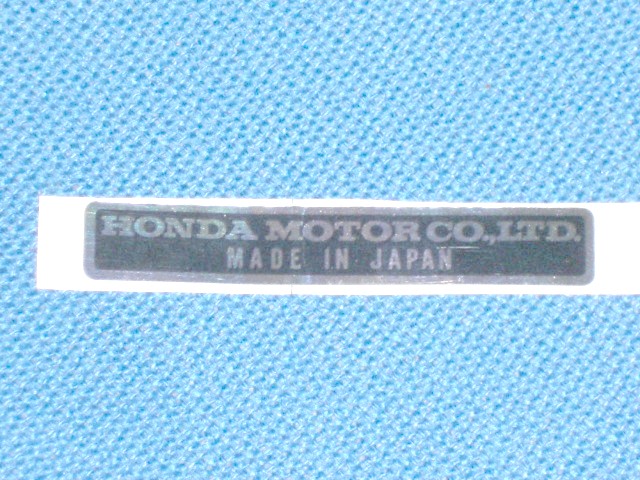 HONDA MOTOR CO., LTD.
MADE IN JAPAN